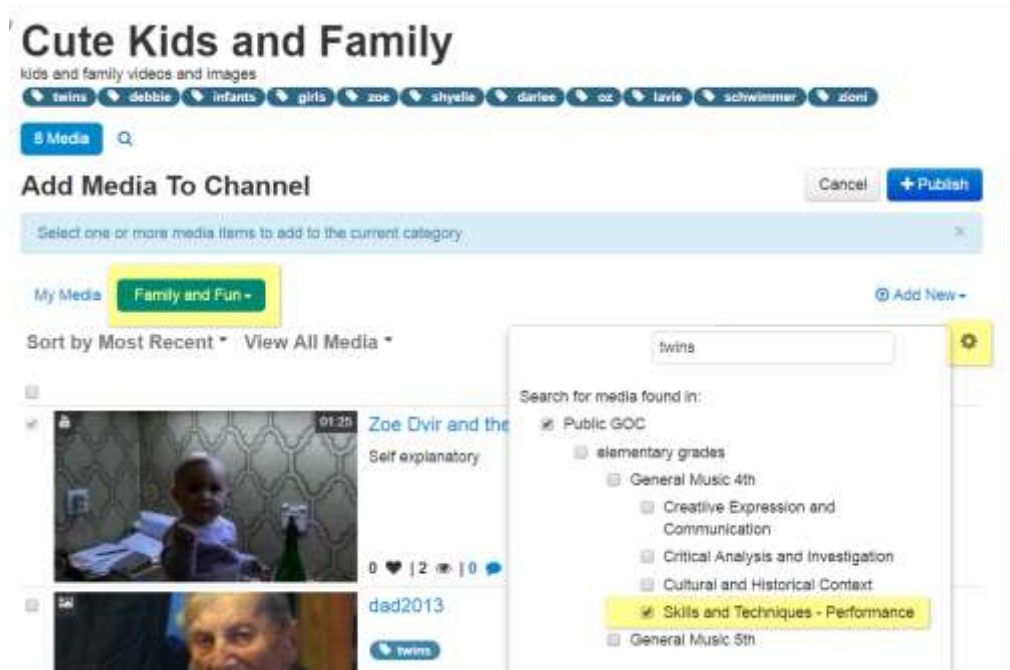 Cute Kids and Family
kids and family videos and images
twins debbie infants girls zoe shyelle darlee oz lavie schwimmer zioni
8 Media
Add Media To Channel
Cancel + Publish
Select one or more media items to add to the current category ×
My Media Family and Fun Add New
Sort by Most Recent View All Media
twins
Search for media found in:
Public GOC
elementary grades
General Music 4th
Creative Expression and
Communication
Critical Analysis and Investigation
Cultural and Historical Context
Skills and Techniques - Performance
General Music 5th
01:25
Zoe Dvir and the
Self explanatory
0 | 2 | 0
dad2013
twins